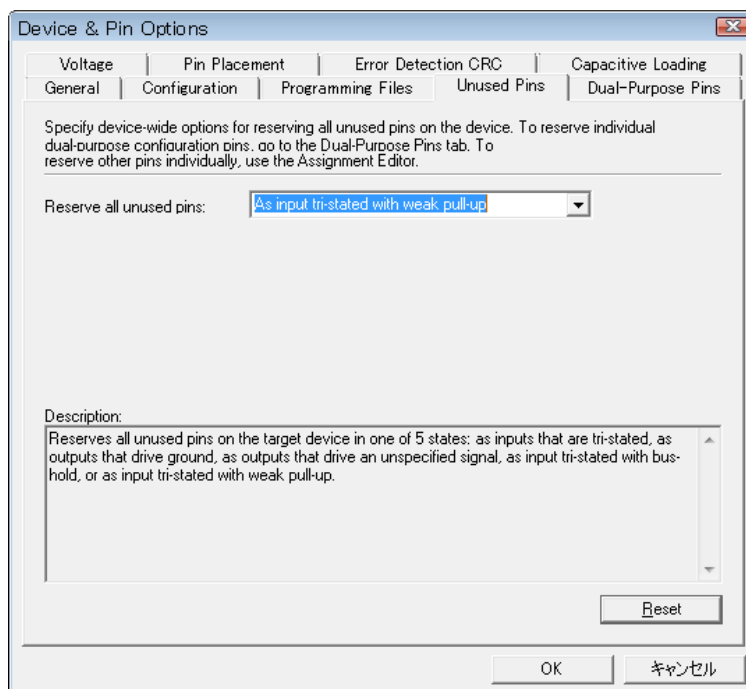 Device & Pin Options
Voltage
Pin Placement
Error Detection CRC
Capacitive Loading
General
Configuration
Programming Files
Unused Pins
Dual-Purpose Pins
Specify device-wide options for reserving all unused pins on the device. To reserve individual
dual-purpose configuration pins, go to the Dual-Purpose Pins tab. To
reserve other pins individually, use the Assignment Editor.
Reserve all unused pins:
As input tri-stated with weak pull-up
Description:
Reserves all unused pins on the target device in one of 5 states: as inputs that are tri-stated, as
outputs that drive ground, as outputs that drive an unspecified signal, as input tri-stated with bus-
hold, or as input tri-stated with weak pull-up.
Reset
OK
キャンセル